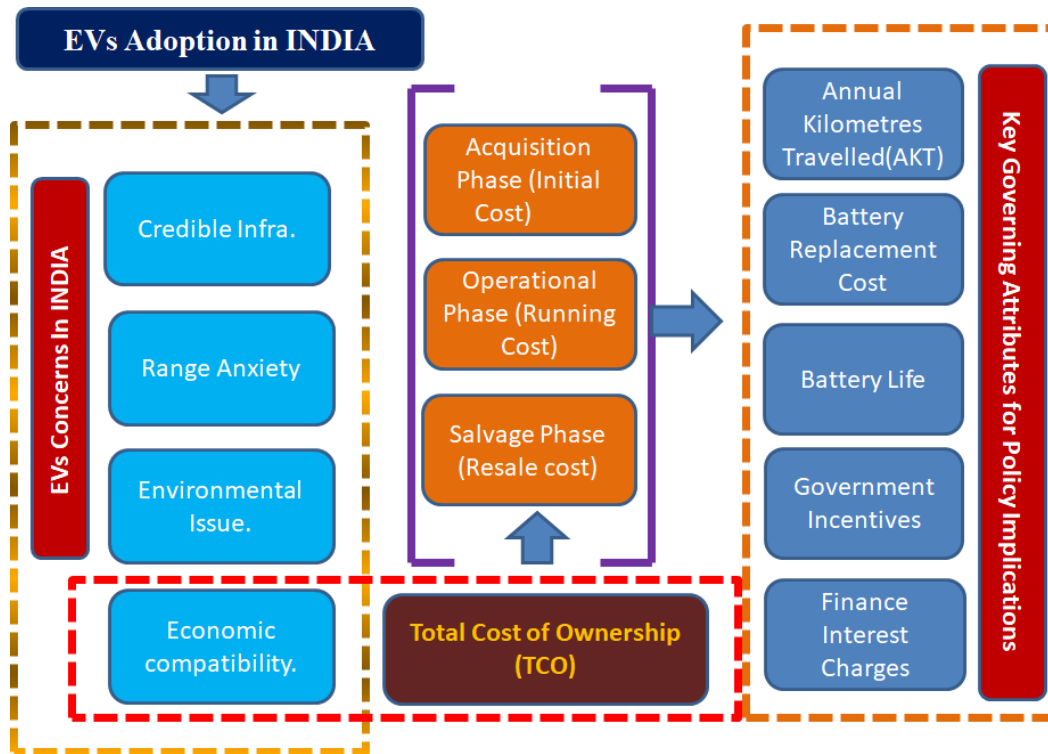 EVs Adoption in INDIA
EVs Concerns In INDIA
Credible Infra.
Range Anxiety
Environmental
Issue.
Economic
compatibility.
Acquisition
Phase (Initial
Cost)
Operational
Phase (Running
Cost)
Salvage Phase
(Resale cost)
Total Cost of Ownership
(TCO)
Annual
Kilometres
Travelled(AKT)
Battery
Replacement
Cost
Battery Life
Government
Incentives
Finance
Interest
Charges
Key Governing Attributes for Policy Implications